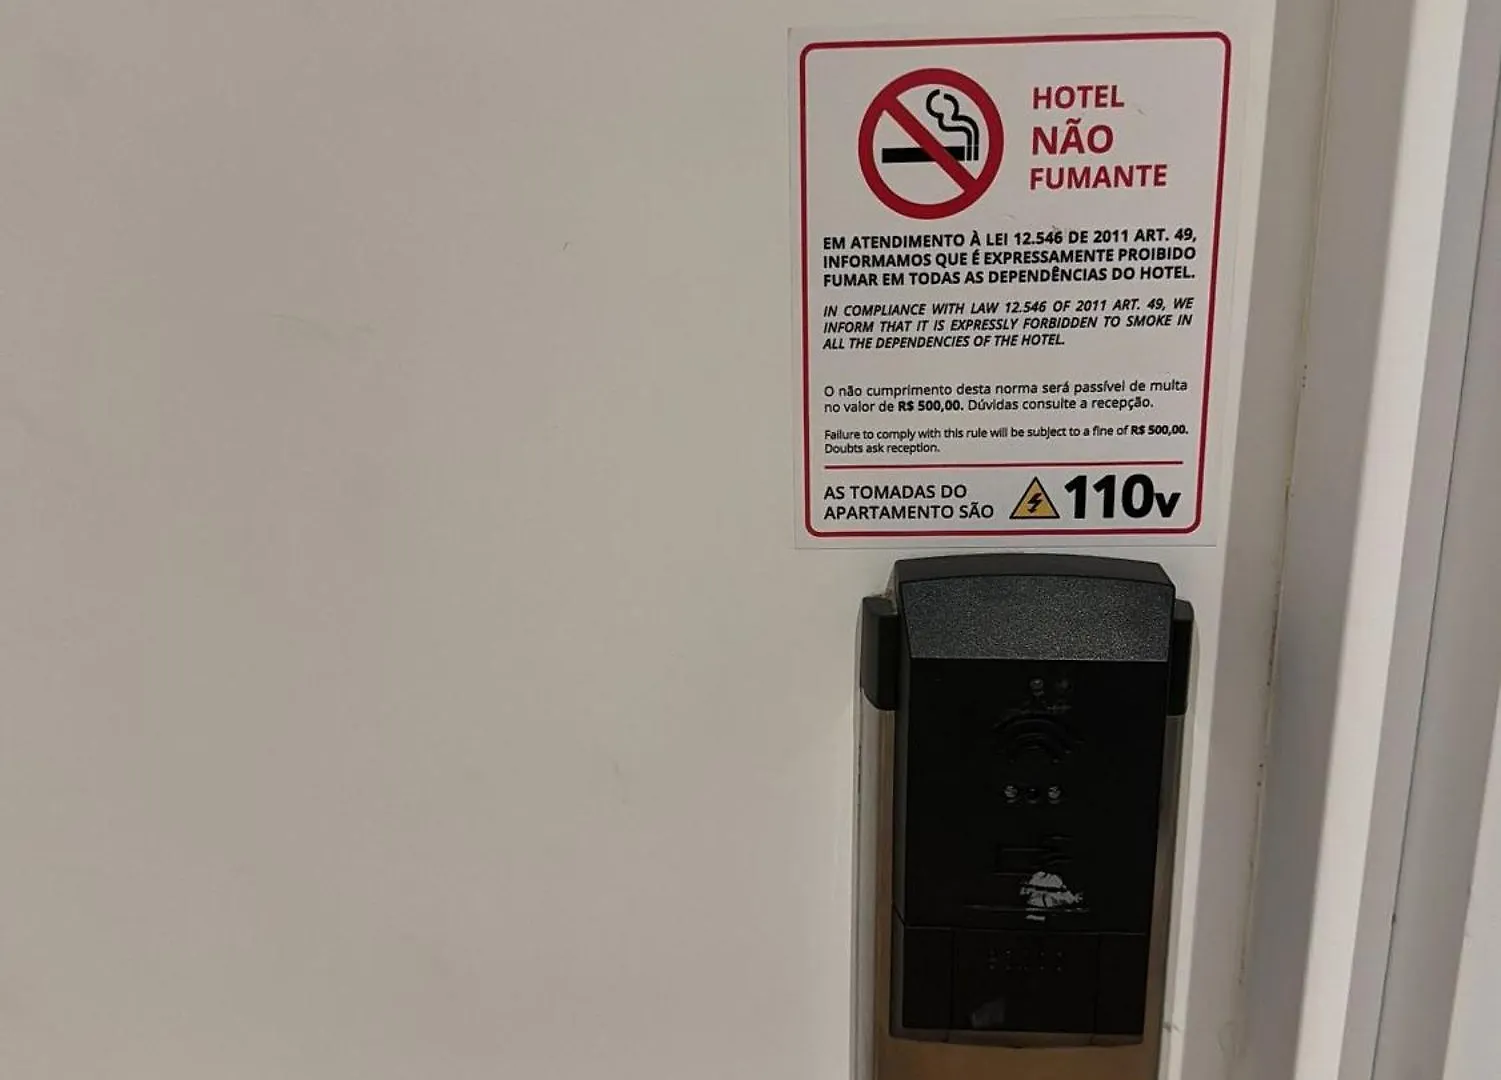 HOTEL
NÃO
FUMANTE
EM ATENDIMENTO À LEI 12.546 DE 2011 ART. 49,
INFORMAMOS QUE É EXPRESSAMENTE PROIBIDO
FUMAR EM TODAS AS DEPENDÊNCIAS DO HOTEL.
IN COMPLIANCE WITH LAW 12.546 OF 2011 ART. 49, WE
INFORM THAT IT IS EXPRESSLY FORBIDDEN TO SMOKE IN
ALL THE DEPENDENCIES OF THE HOTEL.
O não cumprimento desta norma será passível de multa
no valor de R$ 500,00. Dúvidas consulte a recepção.
Failure to comply with this rule will be subject to a fine of R$ 500,00.
Doubts ask reception.
AS TOMADAS DO
APARTAMENTO SÃO 110v